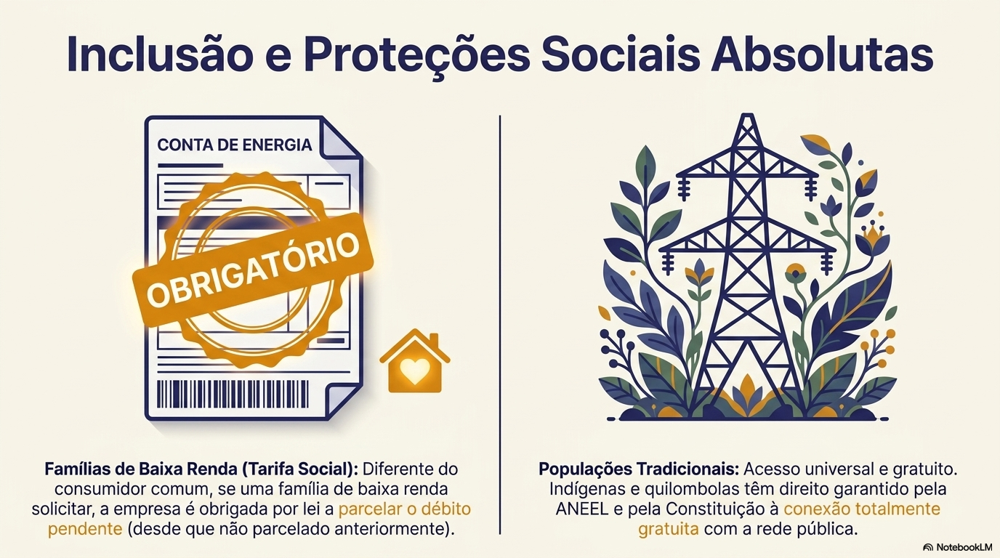 Inclusão e Proteções Sociais Absolutas
CONTA DE ENERGIA
OBRIGATÓRIO
Famílias de Baixa Renda (Tarifa Social): Diferente do
consumidor comum, se uma família de baixa renda
solicitar, a empresa é obrigada por lei a parcelar o débito
pendente (desde que não parcelado anteriormente).
Populações Tradicionais: Acesso universal e gratuito.
Indígenas e quilombolas têm direito garantido pela
ANEEL e pela Constituição à conexão totalmente
gratuita com a rede pública.
NotebookLM